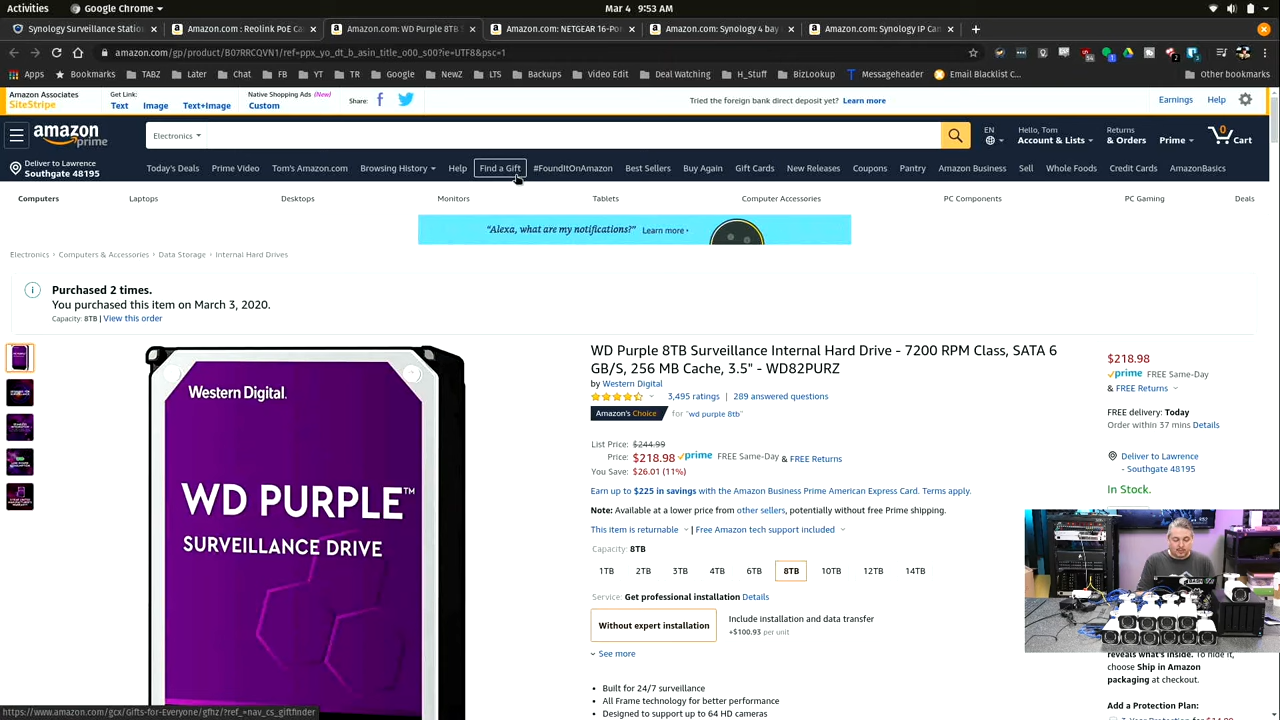 Activities
Google Chrome
Mar 4 9:53 AM
Synology Surveillance Statio
Amazon.com : Reolink PoE Ca
Amazon.com: WD Purple 8TB
Amazon.com: NETGEAR 16-Po
Amazon.com: Synology 4 bay
Amazon.com: Synology IP Cam
amazon.com/gp/product/B07RRCQVN1/ref=ppx_yo_dt_b_asin_title_o00_s00?ie=UTF8&psc=1
Apps
Bookmarks
TABZ
Later
Chat
FB
YT
TR
Google
NewZ
LTS
Backups
Video Edit
Deal Watching
H_Stuff
BizLookup
Messageheader
Email Blacklist C...
Other bookmarks
Amazon Associates
SiteStripe
Get Link:
Text Image Text+Image
Native Shopping Ads (New)
Custom
Share:
Tried the foreign bank direct deposit yet? Learn more
Earnings
Help
amazon prime
Electronics
EN
Hello, Tom
Account & Lists
Returns
& Orders
Prime
0
Cart
Deliver to Lawrence
Southgate 48195
Today's Deals
Prime Video
Tom's Amazon.com
Browsing History
Help
Find a Gift
#FoundItOnAmazon
Best Sellers
Buy Again
Gift Cards
New Releases
Coupons
Pantry
Amazon Business
Sell
Whole Foods
Credit Cards
AmazonBasics
Computers
Laptops
Desktops
Monitors
Tablets
Computer Accessories
PC Components
PC Gaming
Deals
"Alexa, what are my notifications?" Learn more
Electronics › Computers & Accessories › Data Storage › Internal Hard Drives
Purchased 2 times.
You purchased this item on March 3, 2020.
Capacity: 8TB | View this order
Western Digital.
WD PURPLE™
SURVEILLANCE DRIVE
WD Purple 8TB Surveillance Internal Hard Drive - 7200 RPM Class, SATA 6
GB/S, 256 MB Cache, 3.5" - WD82PURZ
by Western Digital
3,495 ratings | 289 answered questions
Amazon's Choice for "wd purple 8tb"
List Price: $244.99
Price: $218.98 prime FREE Same-Day & FREE Returns
You Save: $26.01 (11%)
Earn up to $225 in savings with the Amazon Business Prime American Express Card. Terms apply.
Note: Available at a lower price from other sellers, potentially without free Prime shipping.
This item is returnable | Free Amazon tech support included
Capacity: 8TB
1TB
2TB
3TB
4TB
6TB
8TB
10TB
12TB
14TB
Service: Get professional installation Details
Without expert installation
Include installation and data transfer
+$100.93 per unit
See more
• Built for 24/7 surveillance
• All Frame technology for better performance
• Designed to support up to 64 HD cameras
$218.98
prime FREE Same-Day
& FREE Returns
FREE delivery: Today
Order within 37 mins Details
Deliver to Lawrence
- Southgate 48195
In Stock.
reveals what's inside. To hide it,
choose Ship in Amazon
packaging at checkout.
Add a Protection Plan:
https://www.amazon.com/gcx/Gifts-for-Everyone/gfhz/?ref_=nav_cs_giftfinder